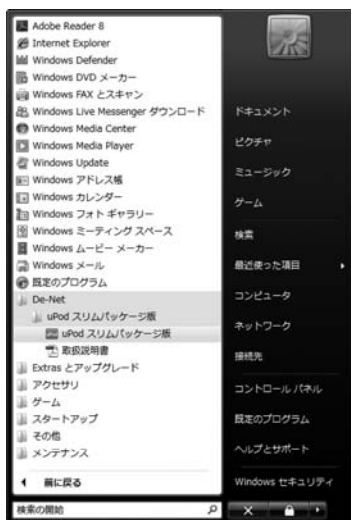 Adobe Reader 8
Internet Explorer
Windows Defender
Windows DVD メーカー
Windows FAX とスキャン
Windows Live Messenger ダウンロード
Windows Media Center
Windows Media Player
Windows Update
Windows アドレス帳
Windows カレンダー
Windows フォト ギャラリー
Windows ミーティング スペース
Windows ムービー メーカー
Windows メール
既定のプログラム
De-Net
uPod スリムパッケージ版
uPod スリムパッケージ版
取扱説明書
Extras とアップグレード
アクセサリ
ゲーム
スタートアップ
その他
メンテナンス
前に戻る
検索の開始
ドキュメント
ピクチャ
ミュージック
ゲーム
検索
最近使った項目
コンピュータ
ネットワーク
接続先
コントロール パネル
既定のプログラム
ヘルプとサポート
Windows セキュリティ